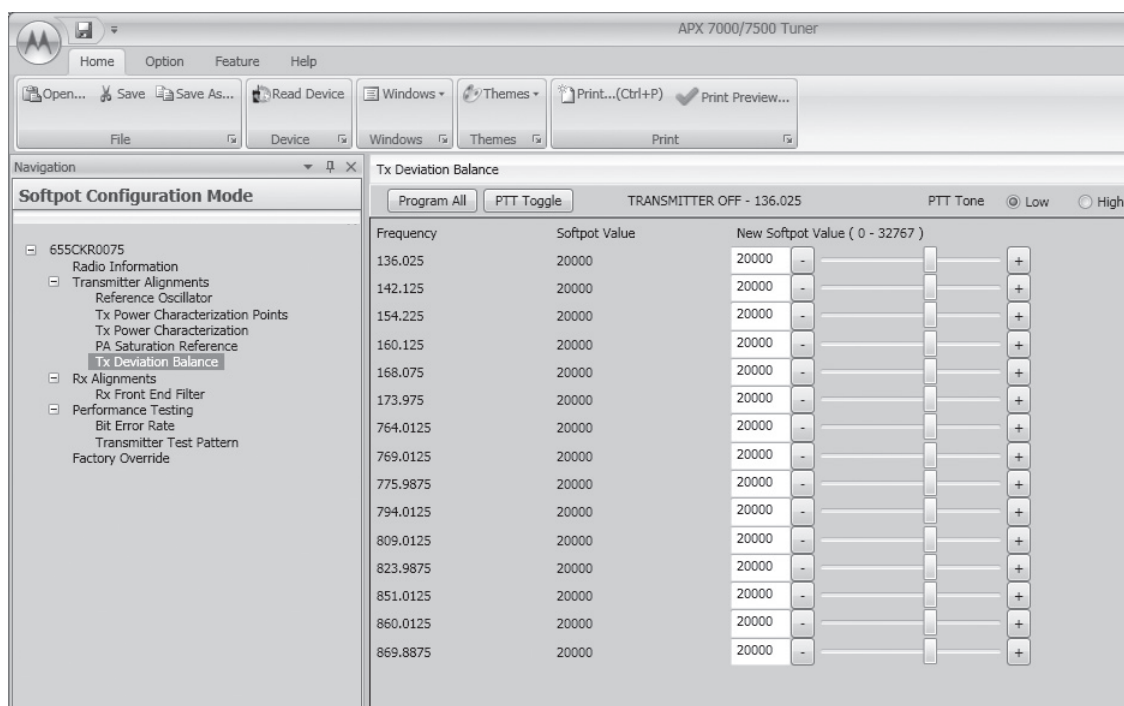 APX 7000/7500 Tuner
Home Option Feature Help
Open... Save Save As... Read Device Windows Themes Print...(Ctrl+P) Print Preview...
File Device Windows Themes Print
Navigation
Softpot Configuration Mode
655CKR0075
Radio Information
Transmitter Alignments
Reference Oscillator
Tx Power Characterization Points
Tx Power Characterization
PA Saturation Reference
Tx Deviation Balance
Rx Alignments
Rx Front End Filter
Performance Testing
Bit Error Rate
Transmitter Test Pattern
Factory Override
Tx Deviation Balance
Program All PTT Toggle TRANSMITTER OFF - 136.025 PTT Tone Low High
Frequency Softpot Value New Softpot Value ( 0 - 32767 )
136.025 20000 20000 - +
142.125 20000 20000 - +
154.225 20000 20000 - +
160.125 20000 20000 - +
168.075 20000 20000 - +
173.975 20000 20000 - +
764.0125 20000 20000 - +
769.0125 20000 20000 - +
775.9875 20000 20000 - +
794.0125 20000 20000 - +
809.0125 20000 20000 - +
823.9875 20000 20000 - +
851.0125 20000 20000 - +
860.0125 20000 20000 - +
869.8875 20000 20000 - +